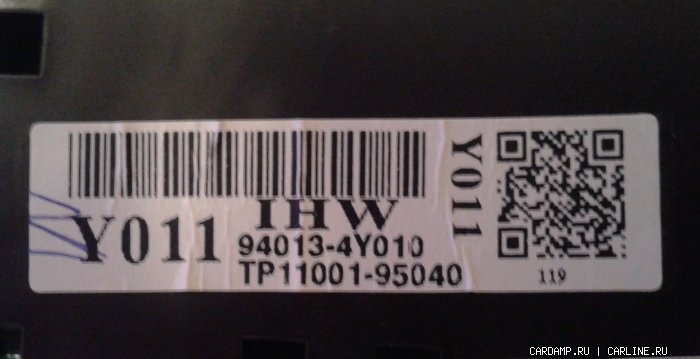 IHW
Y011
94013-4Y010
TP11001-95040
Y011
119
CARDAMP.RU | CARLINE.RU